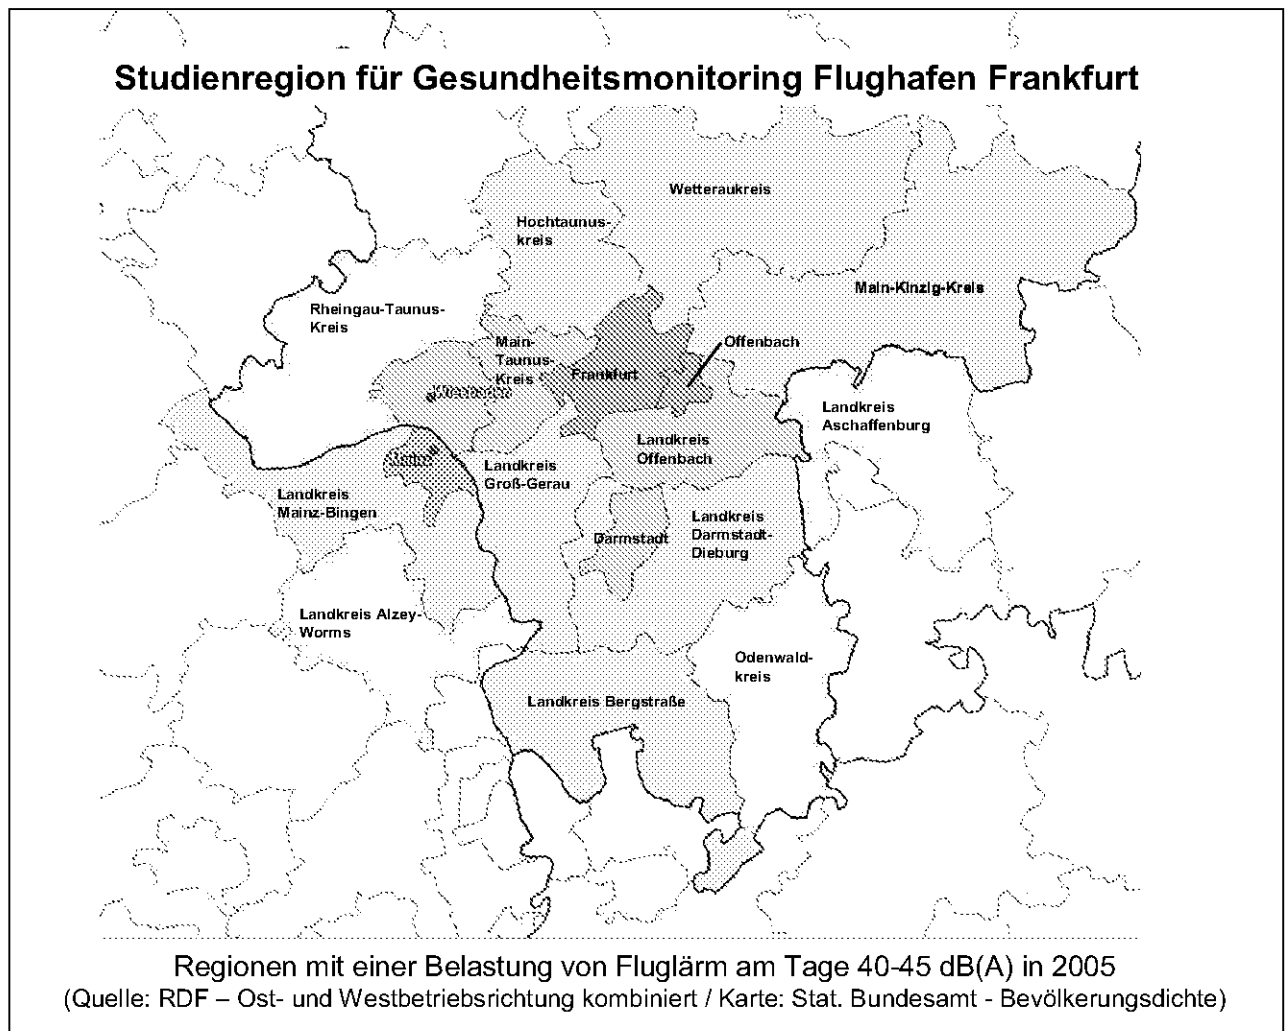 Studienregion für Gesundheitsmonitoring Flughafen Frankfurt
Wetteraukreis
Hochtaunus-
kreis
Main-Kinzig-Kreis
Rheingau-Taunus-
Kreis
Main-
Taunus-
Kreis
Offenbach
Frankfurt
Wiesbaden
Landkreis
Aschaffenburg
Landkreis
Offenbach
Landkreis
Groß-Gerau
Landkreis
Mainz-Bingen
Landkreis
Darmstadt-
Dieburg
Darmstadt
Landkreis Alzey-
Worms
Odenwald-
kreis
Landkreis Bergstraße
Regionen mit einer Belastung von Fluglärm am Tage 40-45 dB(A) in 2005
(Quelle: RDF – Ost- und Westbetriebsrichtung kombiniert / Karte: Stat. Bundesamt - Bevölkerungsdichte)